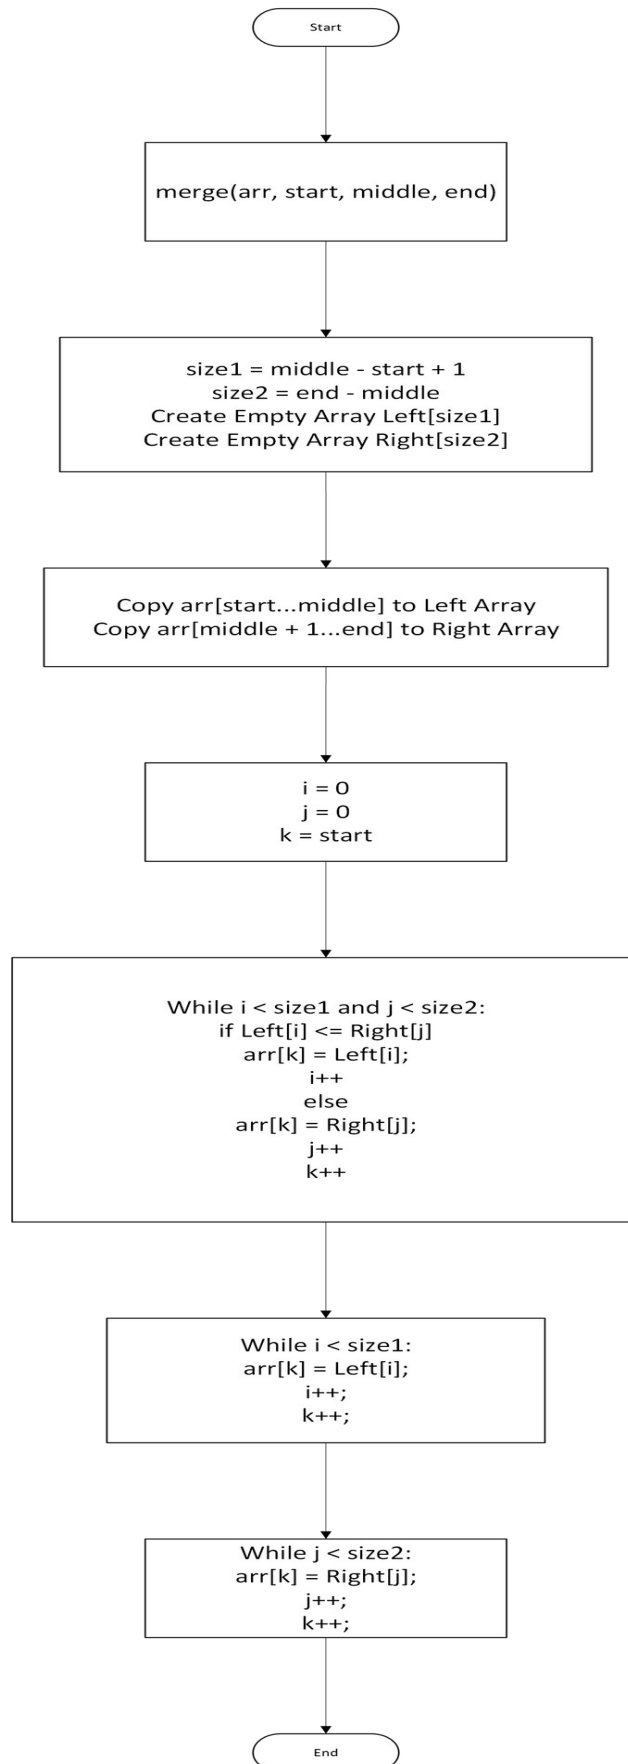 Start
merge(arr, start, middle, end)
size1 = middle - start + 1
size2 = end - middle
Create Empty Array Left[size1]
Create Empty Array Right[size2]
Copy arr[start...middle] to Left Array
Copy arr[middle + 1...end] to Right Array
i = 0
j = 0
k = start
While i < size1 and j < size2:
if Left[i] <= Right[j]
arr[k] = Left[i];
i++
else
arr[k] = Right[j];
j++
k++
While i < size1:
arr[k] = Left[i];
i++;
k++;
While j < size2:
arr[k] = Right[j];
j++;
k++;
End